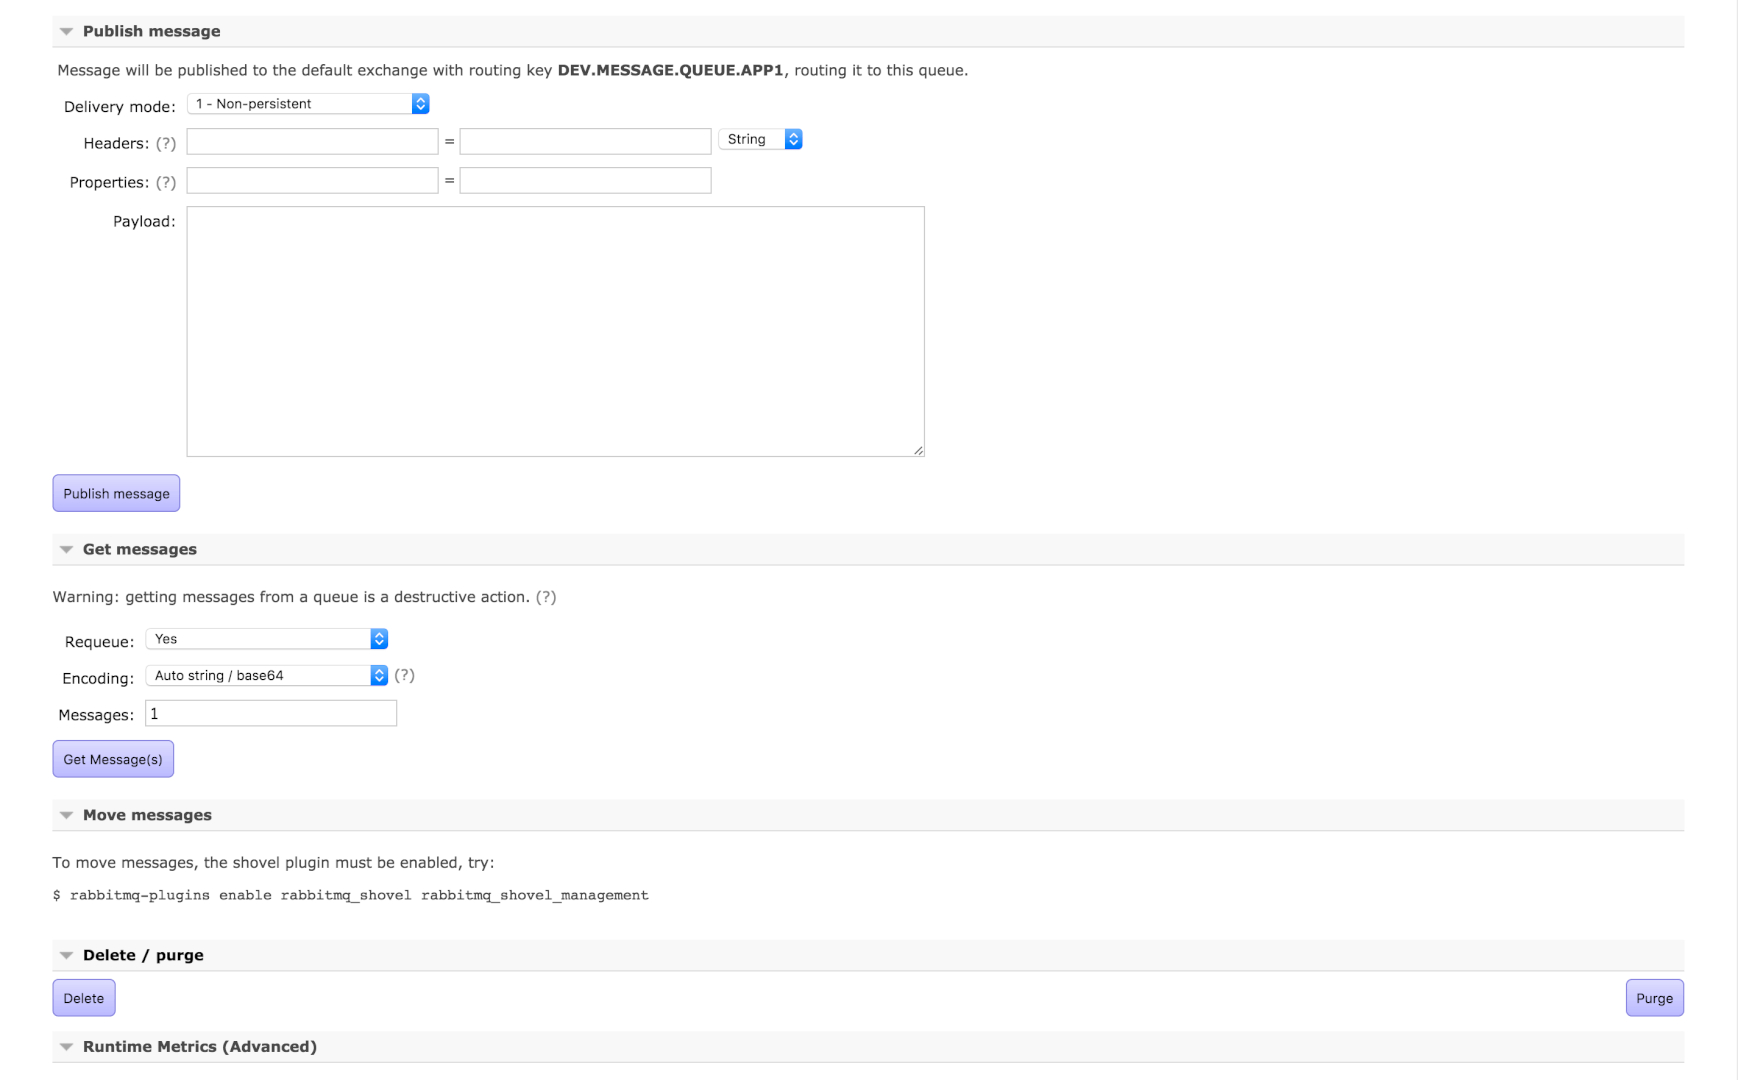 Publish message
Message will be published to the default exchange with routing key DEV.MESSAGE.QUEUE.APP1, routing it to this queue.
Delivery mode: 1 - Non-persistent
Headers: (?) = String
Properties: (?) =
Payload:
Publish message
Get messages
Warning: getting messages from a queue is a destructive action. (?)
Requeue: Yes
Encoding: Auto string / base64 (?)
Messages: 1
Get Message(s)
Move messages
To move messages, the shovel plugin must be enabled, try:
$ rabbitmq-plugins enable rabbitmq_shovel rabbitmq_shovel_management
Delete / purge
Delete Purge
Runtime Metrics (Advanced)